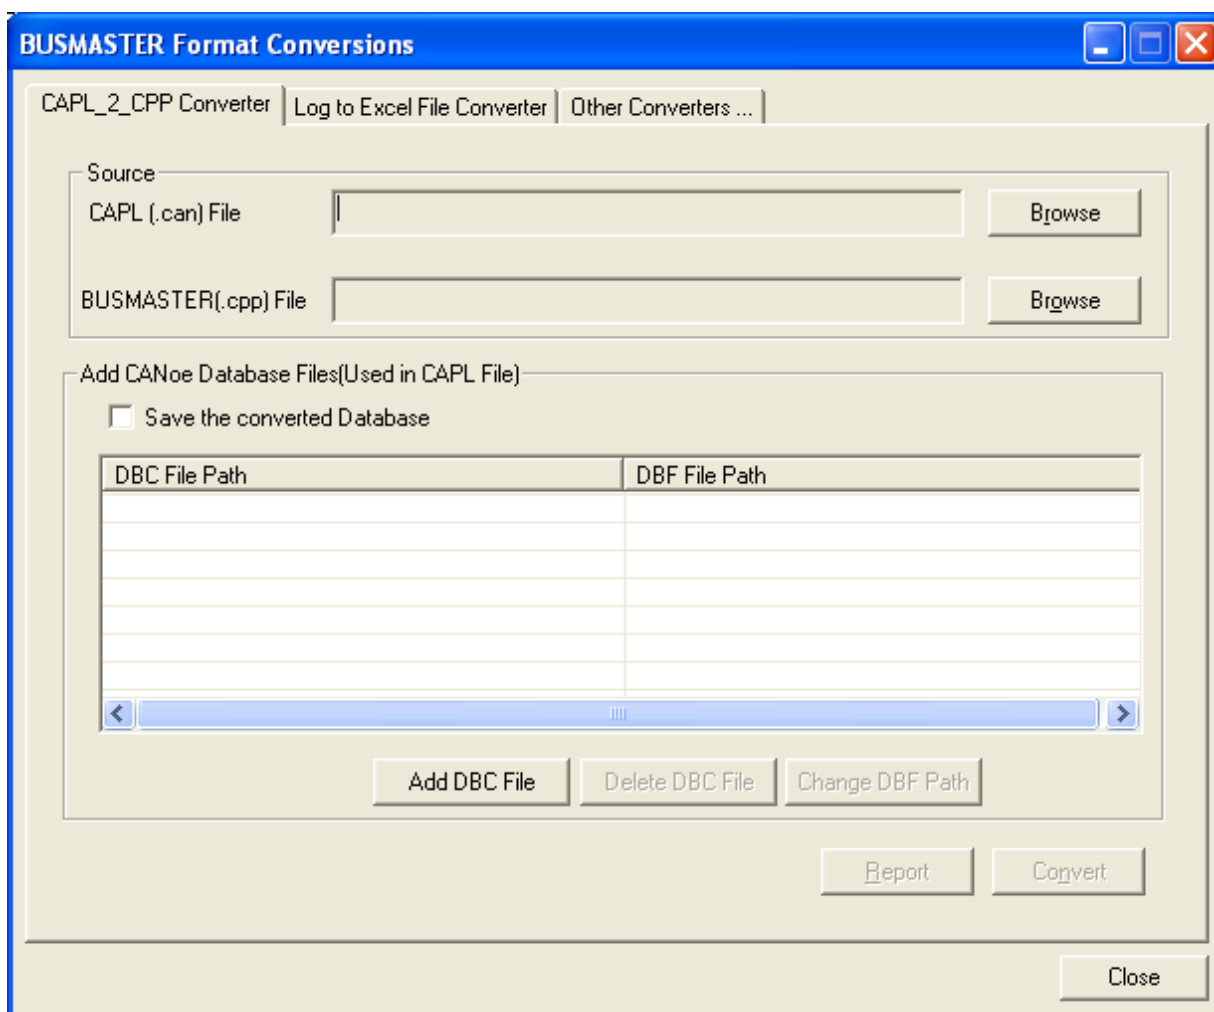 BUSMASTER Format Conversions
CAPL_2_CPP Converter Log to Excel File Converter Other Converters ...
Source
CAPL (.can) File Browse
BUSMASTER(.cpp) File Browse
Add CANoe Database Files(Used in CAPL File)
Save the converted Database
DBC File Path DBF File Path
Add DBC File Delete DBC File Change DBF Path
Report Convert
Close